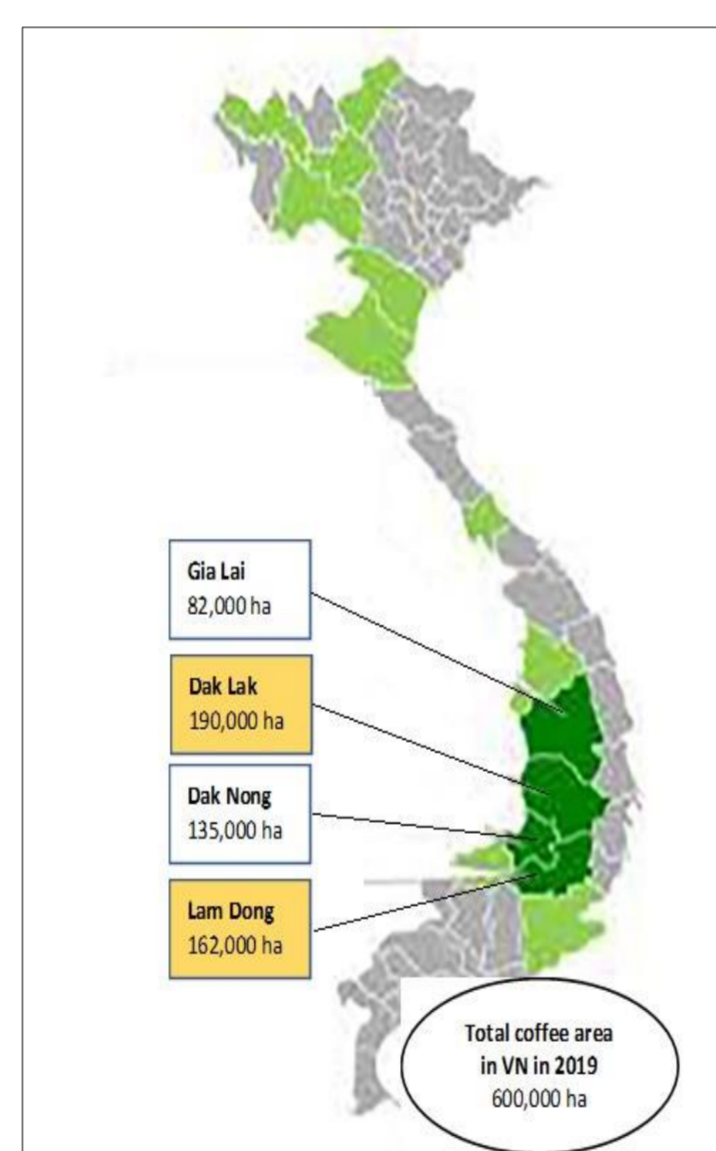 Gia Lai
82,000 ha
Dak Lak
190,000 ha
Dak Nong
135,000 ha
Lam Dong
162,000 ha
Total coffee area
in VN in 2019
600,000 ha